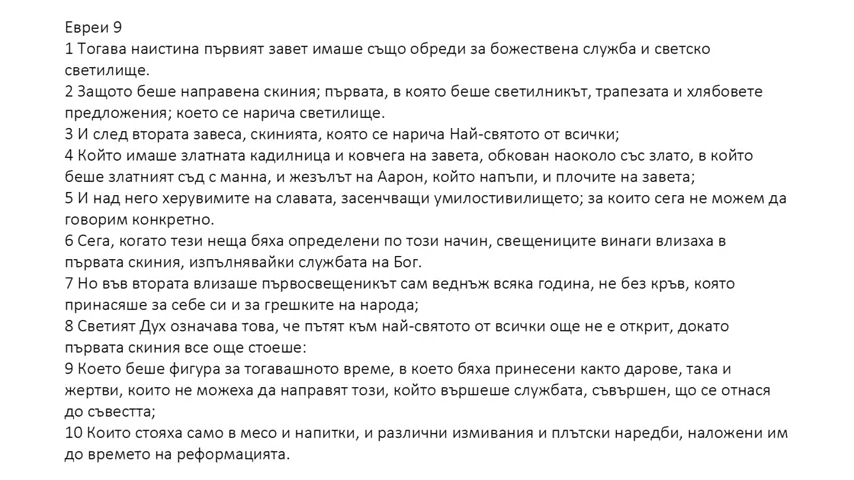 Евреи 9
1 Тогава наистина първият завет имаше също обреди за божествена служба и светско
светилище.
2 Защото беше направена скиния; първата, в която беше светилникът, трапезата и хлябовете
предложения; което се нарича светилище.
3 И след втората завеса, скинията, която се нарича Най-святото от всички;
4 Който имаше златната кадилница и ковчега на завета, обкован наоколо със злато, в който
беше златният съд с манна, и жезълът на Аарон, който напъпи, и плочите на завета;
5 И над него херувимите на славата, засенчващи умилостивилището; за които сега не можем да
говорим конкретно.
6 Сега, когато тези неща бяха определени по този начин, свещениците винаги влизаха в
първата скиния, изпълнявайки службата на Бог.
7 Но във втората влизаше първосвещеникът сам веднъж всяка година, не без кръв, която
принасяше за себе си и за грешките на народа;
8 Светият Дух означава това, че пътят към най-святото от всички още не е открит, докато
първата скиния все още стоеше:
9 Което беше фигура за тогавашното време, в което бяха принесени както дарове, така и
жертви, които не можеха да направят този, който вършеше службата, съвършен, що се отнася
до съвестта;
10 Които стояха само в месо и напитки, и различни измивания и плътски наредби, наложени им
до времето на реформацията.